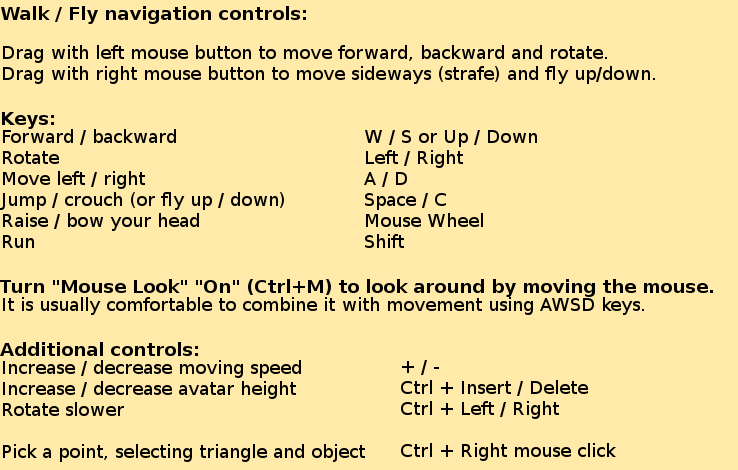 Walk / Fly navigation controls:
Drag with left mouse button to move forward, backward and rotate.
Drag with right mouse button to move sideways (strafe) and fly up/down.
Keys:
Forward / backward W / S or Up / Down
Rotate Left / Right
Move left / right A / D
Jump / crouch (or fly up / down) Space / C
Raise / bow your head Mouse Wheel
Run Shift
Turn "Mouse Look" "On" (Ctrl+M) to look around by moving the mouse.
It is usually comfortable to combine it with movement using AWSD keys.
Additional controls:
Increase / decrease moving speed + / -
Increase / decrease avatar height Ctrl + Insert / Delete
Rotate slower Ctrl + Left / Right
Pick a point, selecting triangle and object Ctrl + Right mouse click